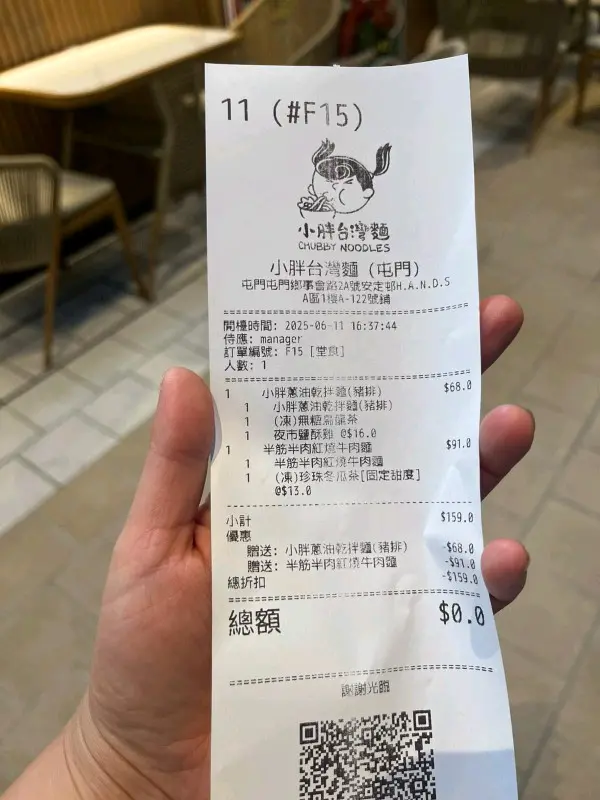 11 (#F15)
小胖台灣麵
CHUBBY NOODLES
小胖台灣麵 (屯門)
屯門屯門鄉事會路2A號安定邨H.A.N.D.S
A區1樓A-122號舖
開檯時間: 2025-06-11 16:37:44
侍應: manager
訂單編號: F15 [堂食]
人數: 1
1 小胖蔥油乾拌麵(豬排) $68.0
1 小胖蔥油乾拌麵(豬排)
1 (凍)無糖烏龍茶
1 夜市鹽酥雞 @$16.0
1 半筋半肉紅燒牛肉麵 $91.0
1 半筋半肉紅燒牛肉麵
1 (凍)珍珠冬瓜茶[固定甜度]
@$13.0
小計 $159.0
優惠
贈送: 小胖蔥油乾拌麵(豬排) -$68.0
贈送: 半筋半肉紅燒牛肉麵 -$91.0
總折扣 -$159.0
總額 $0.0
謝謝光臨